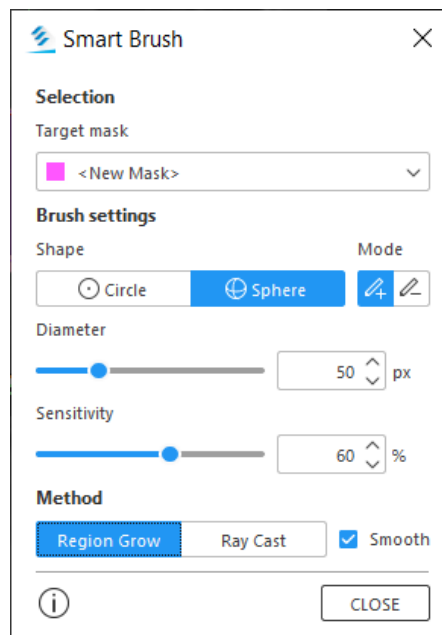 Smart Brush
Selection
Target mask
<New Mask>
Brush settings
Shape Mode
Circle Sphere
Diameter
50 px
Sensitivity
60 %
Method
Region Grow Ray Cast Smooth
CLOSE